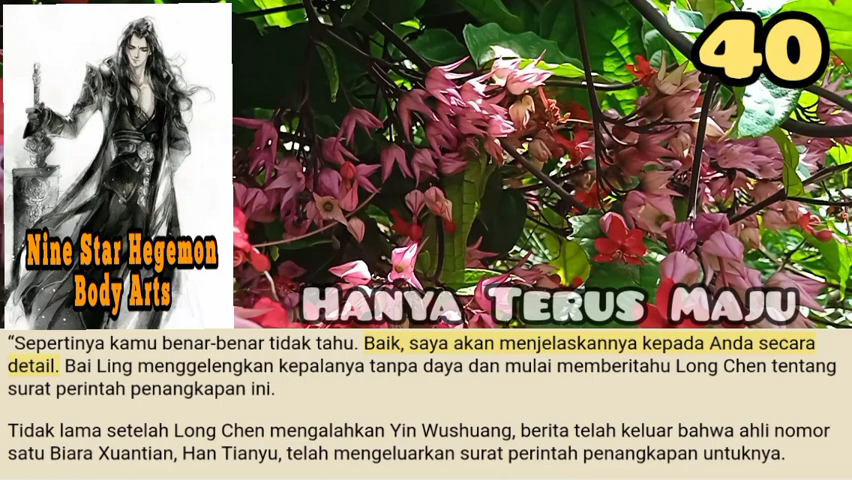 40
Nine Star Hegemon
Body Arts
HANYA TERUS MAJU
“Sepertinya kamu benar-benar tidak tahu. Baik, saya akan menjelaskannya kepada Anda secara
detail. Bai Ling menggelengkan kepalanya tanpa daya dan mulai memberitahu Long Chen tentang
surat perintah penangkapan ini.
Tidak lama setelah Long Chen mengalahkan Yin Wushuang, berita telah keluar bahwa ahli nomor
satu Biara Xuantian, Han Tianyu, telah mengeluarkan surat perintah penangkapan untuknya.